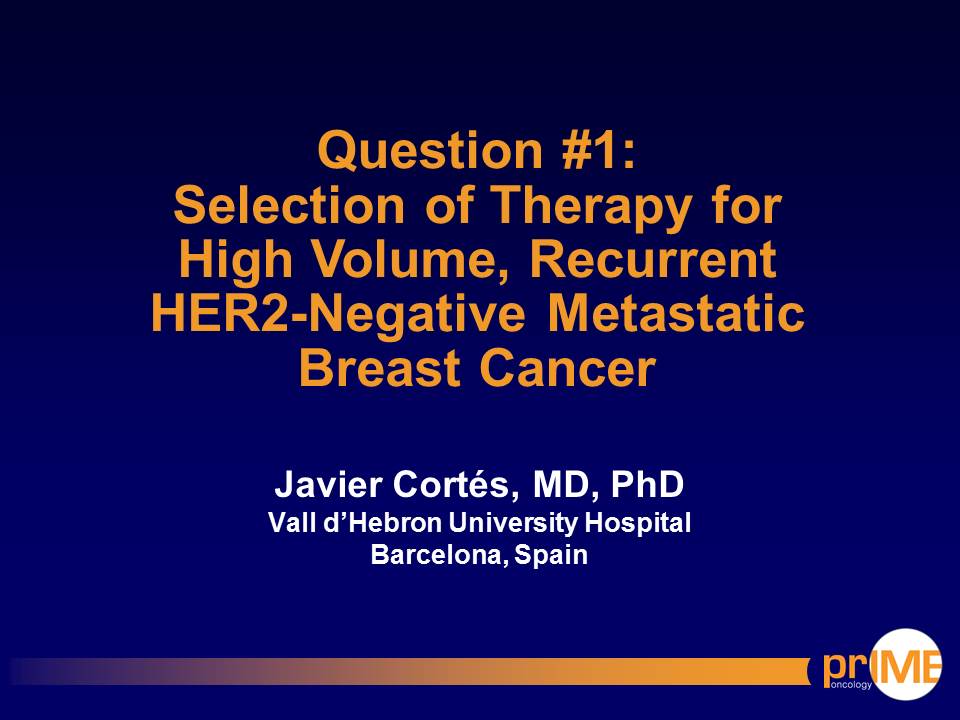 Question #1:
Selection of Therapy for
High Volume, Recurrent
HER2-Negative Metastatic
Breast Cancer
Javier Cortés, MD, PhD
Vall d’Hebron University Hospital
Barcelona, Spain
prIME
oncology